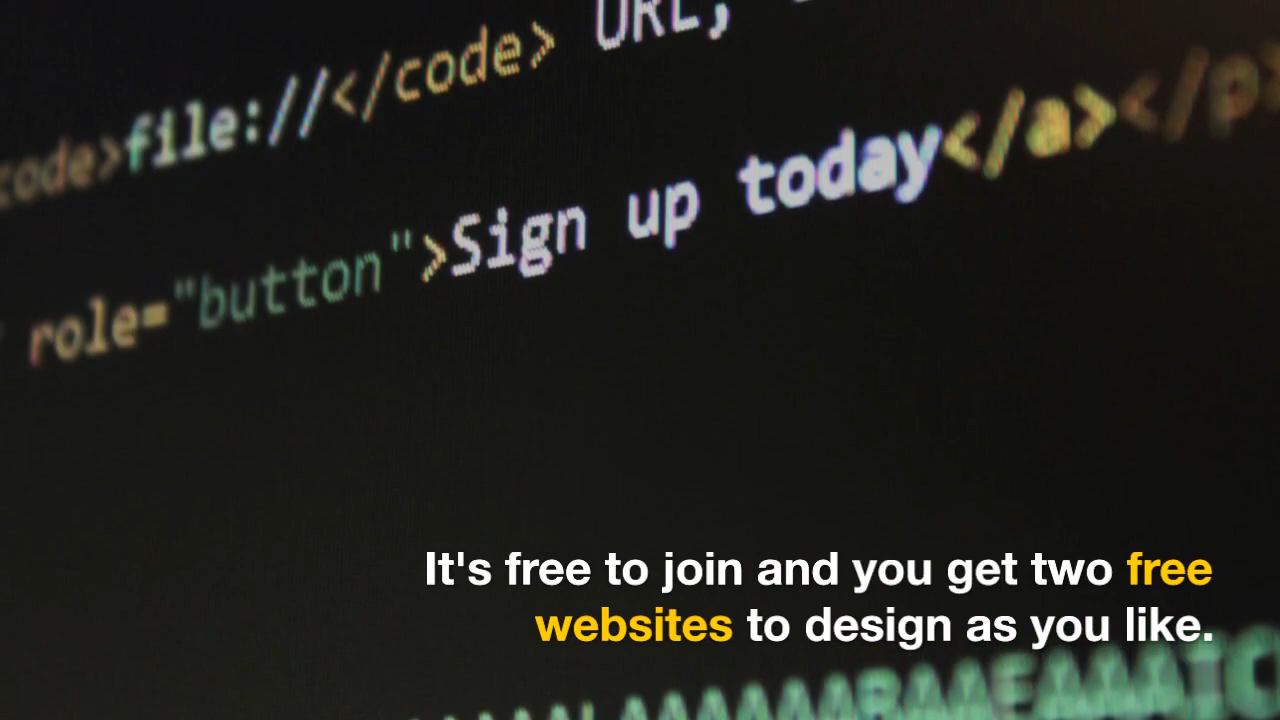 code>file://</code> URL,
role="button">Sign up today</a></p>
It's free to join and you get two free
websites to design as you like.